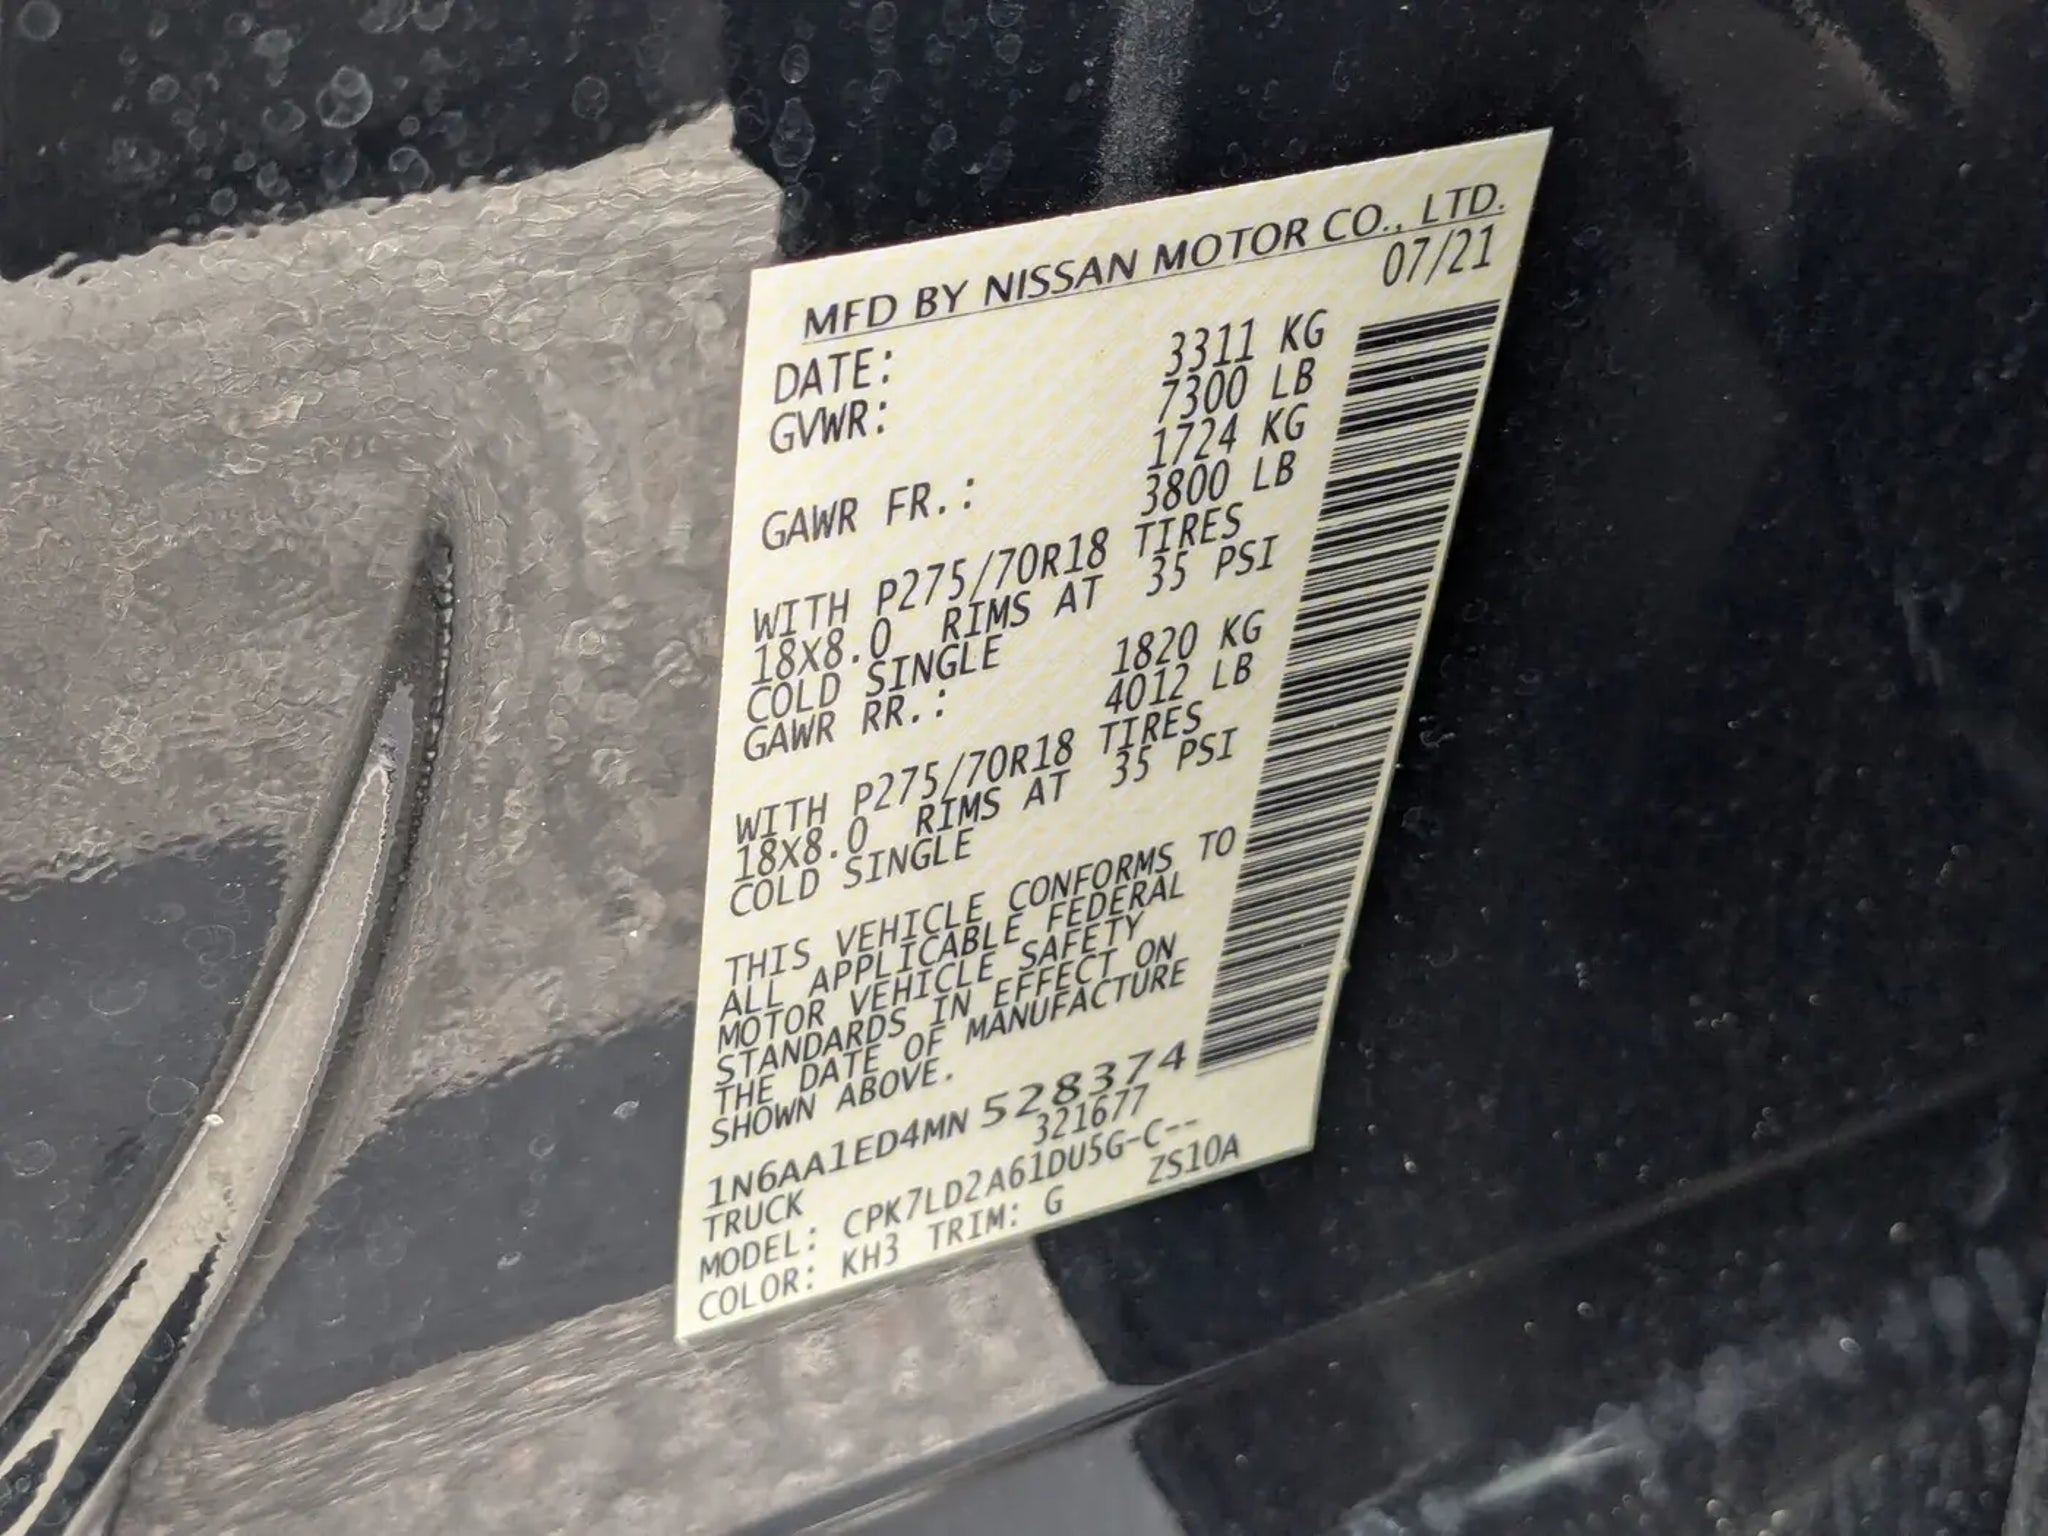 MFD BY NISSAN MOTOR CO., LTD.
DATE: 07/21
GVWR: 3311 KG
7300 LB
GAWR FR.: 1724 KG
3800 LB
WITH P275/70R18 TIRES
18X8.0 RIMS AT 35 PSI
COLD SINGLE
GAWR RR.: 1820 KG
4012 LB
WITH P275/70R18 TIRES
18X8.0 RIMS AT 35 PSI
COLD SINGLE
THIS VEHICLE CONFORMS TO
ALL APPLICABLE FEDERAL
MOTOR VEHICLE SAFETY
STANDARDS IN EFFECT ON
THE DATE OF MANUFACTURE
SHOWN ABOVE.
1N6AA1ED4MN 528374
TRUCK 321677
MODEL: CPK7LD2A61DU5G-C--
COLOR: KH3 TRIM: G ZS10A